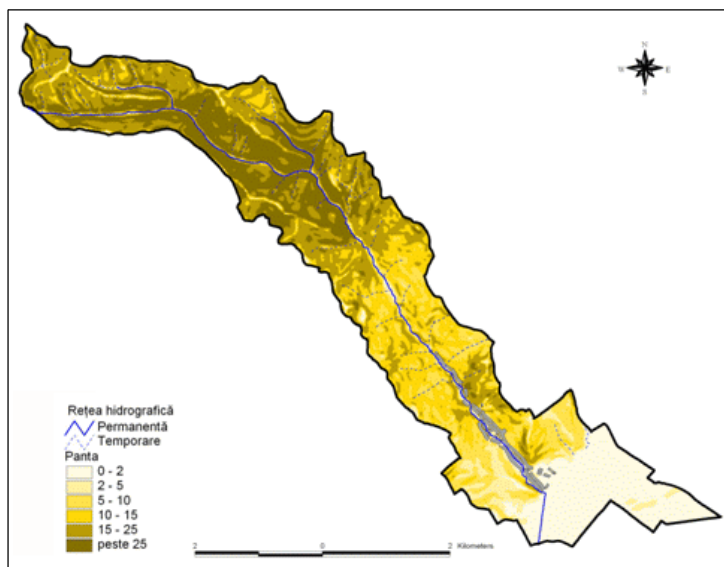 N
W E
S
Rețea hidrografică
Permanentă
Temporare
Panta
0 - 2
2 - 5
5 - 10
10 - 15
15 - 25
peste 25
2 0 2 Kilometers